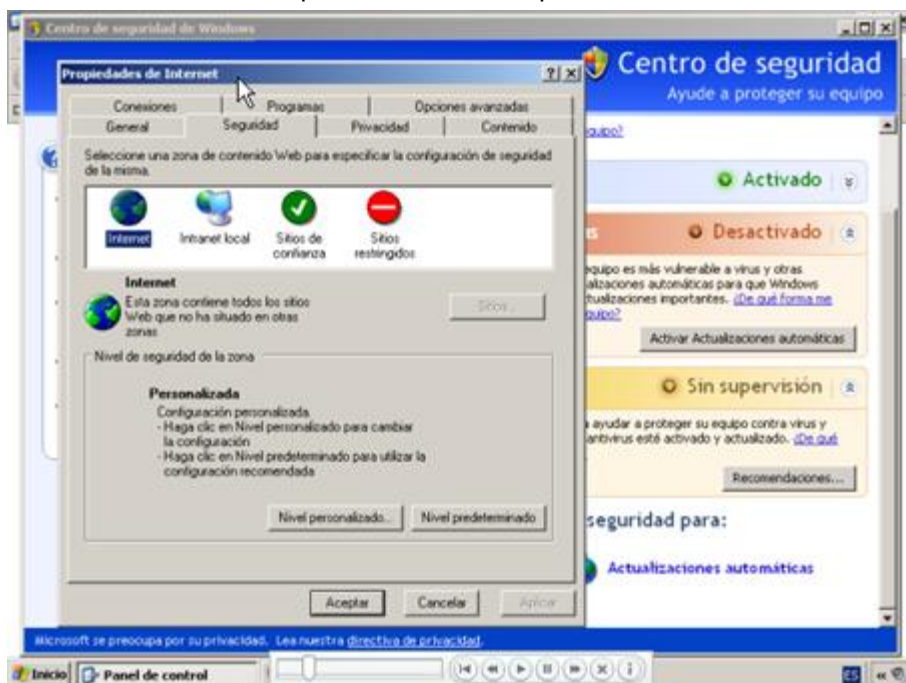 Centro de seguridad de Windows
Centro de seguridad
Ayude a proteger su equipo
Propiedades de Internet
Conexiones
Programas
Opciones avanzadas
General
Seguridad
Privacidad
Contenido
Seleccione una zona de contenido Web para especificar la configuración de seguridad
de la misma.
Internet
Intranet local
Sitios de
confianza
Sitios
restringidos
Internet
Esta zona contiene todos los sitios
Web que no ha situado en otras
zonas
Sitios...
Nivel de seguridad de la zona
Personalizada
Configuración personalizada.
- Haga clic en Nivel personalizado para cambiar
la configuración
- Haga clic en Nivel predeterminado para utilizar la
configuración recomendada
Nivel personalizado...
Nivel predeterminado
Aceptar
Cancelar
Aplicar
equipo?
Activado
Desactivado
equipo es más vulnerable a virus y otras
alizaciones automáticas para que Windows
tualizaciones importantes. ¿De qué forma me
equipo?
Activar Actualizaciones automáticas
Sin supervisión
a ayudar a proteger su equipo contra virus y
antivirus esté activado y actualizado. ¿De qué
Recomendaciones...
seguridad para:
Actualizaciones automáticas
Microsoft se preocupa por su privacidad. Lea nuestra directiva de privacidad.
Inicio
Panel de control
ES